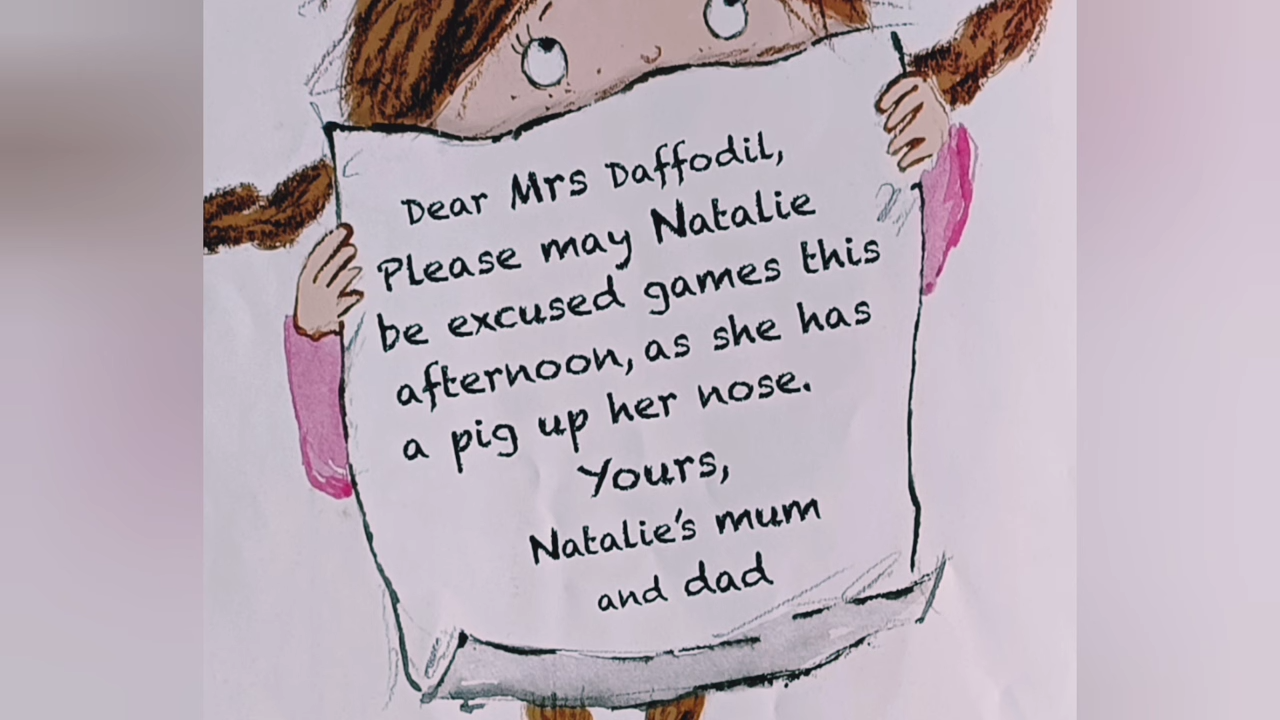 Dear Mrs Daffodil,
Please may Natalie
be excused games this
afternoon, as she has
a pig up her nose.
Yours,
Natalie's mum
and dad